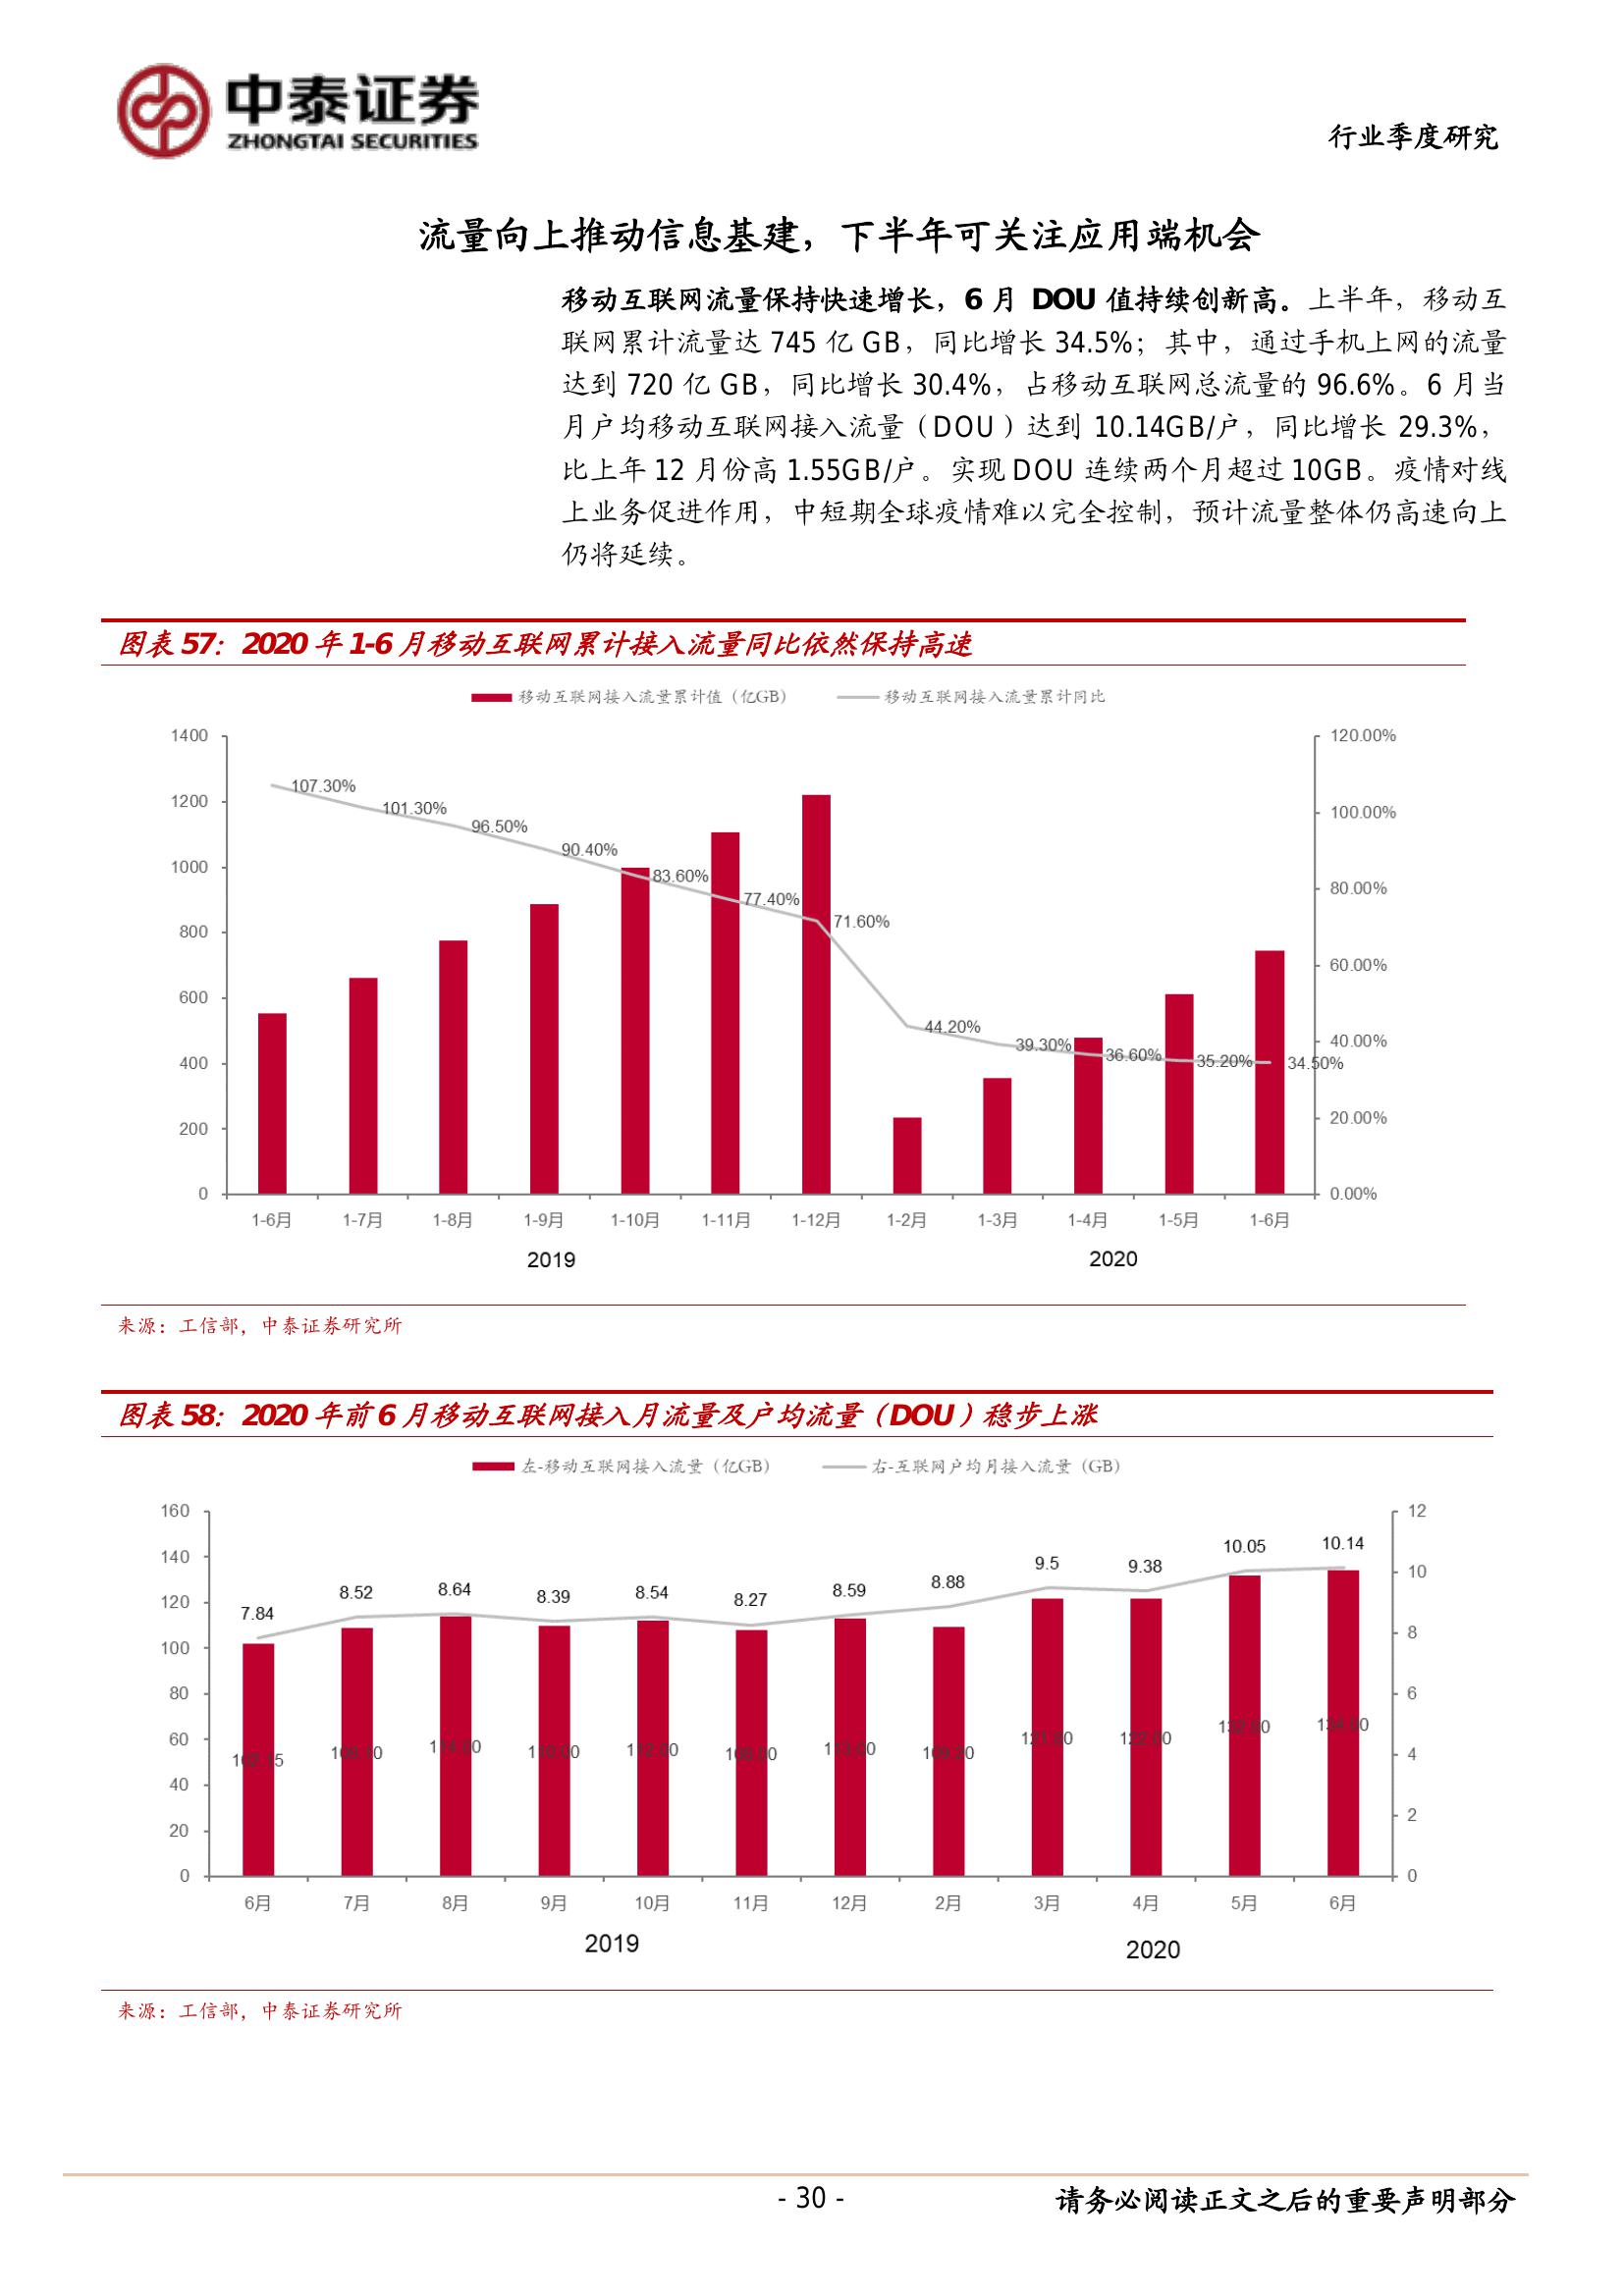 中泰证券
ZHONGTAI SECURITIES
行业季度研究
流量向上推动信息基建，下半年可关注应用端机会
移动互联网流量保持快速增长，6 月 DOU 值持续创新高。上半年，移动互
联网累计流量达 745 亿 GB，同比增长 34.5%；其中，通过手机上网的流量
达到 720 亿 GB，同比增长 30.4%，占移动互联网总流量的 96.6%。6 月当
月户均移动互联网接入流量（DOU）达到 10.14GB/户，同比增长 29.3%，
比上年 12 月份高 1.55GB/户。实现 DOU 连续两个月超过 10GB。疫情对线
上业务促进作用，中短期全球疫情难以完全控制，预计流量整体仍高速向上
仍将延续。
图表 57：2020 年 1-6 月移动互联网累计接入流量同比依然保持高速
移动互联网接入流量累计值（亿GB） 移动互联网接入流量累计同比
1400 120.00%
1200 100.00%
1000 80.00%
800 60.00%
600 40.00%
400 20.00%
200 0.00%
0
107.30% 101.30% 96.50% 90.40% 83.60% 77.40% 71.60% 44.20% 39.30% 36.60% 35.20% 34.50%
1-6月 1-7月 1-8月 1-9月 1-10月 1-11月 1-12月 1-2月 1-3月 1-4月 1-5月 1-6月
2019 2020
来源：工信部，中泰证券研究所
图表 58：2020 年前 6 月移动互联网接入月流量及户均流量（DOU）稳步上涨
左-移动互联网接入流量（亿GB） 右-互联网户均月接入流量（GB）
160 12
140 10
120 8
100 6
80 4
60 2
40 0
20
0
7.84 8.52 8.64 8.39 8.54 8.27 8.59 8.88 9.5 9.38 10.05 10.14
102.15 114.00 110.00 112.00 108.00 113.00 122.00 132.00 134.00
6月 7月 8月 9月 10月 11月 12月 2月 3月 4月 5月 6月
2019 2020
来源：工信部，中泰证券研究所
- 30 -
请务必阅读正文之后的重要声明部分